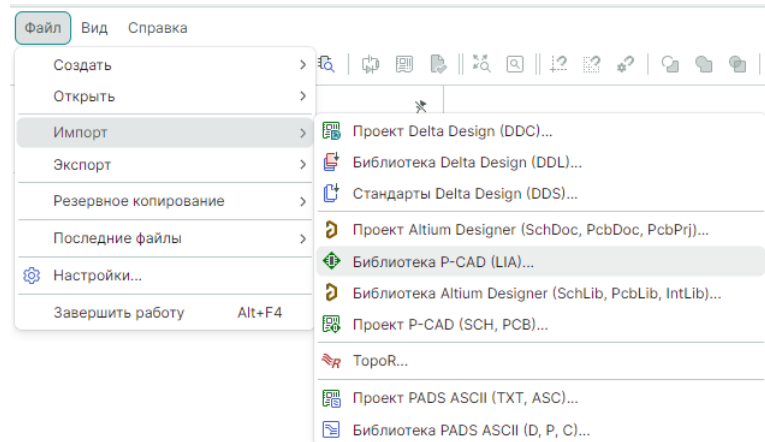 Файл Вид Справка
Создать
Открыть
Импорт
Экспорт
Резервное копирование
Последние файлы
Настройки...
Завершить работу Alt+F4
Проект Delta Design (DDC)...
Библиотека Delta Design (DDL)...
Стандарты Delta Design (DDS)...
Проект Altium Designer (SchDoc, PcbDoc, PcbPrj)...
Библиотека P-CAD (LIA)...
Библиотека Altium Designer (SchLib, PcbLib, IntLib)...
Проект P-CAD (SCH, PCB)...
TopoR...
Проект PADS ASCII (TXT, ASC)...
Библиотека PADS ASCII (D, P, C)...